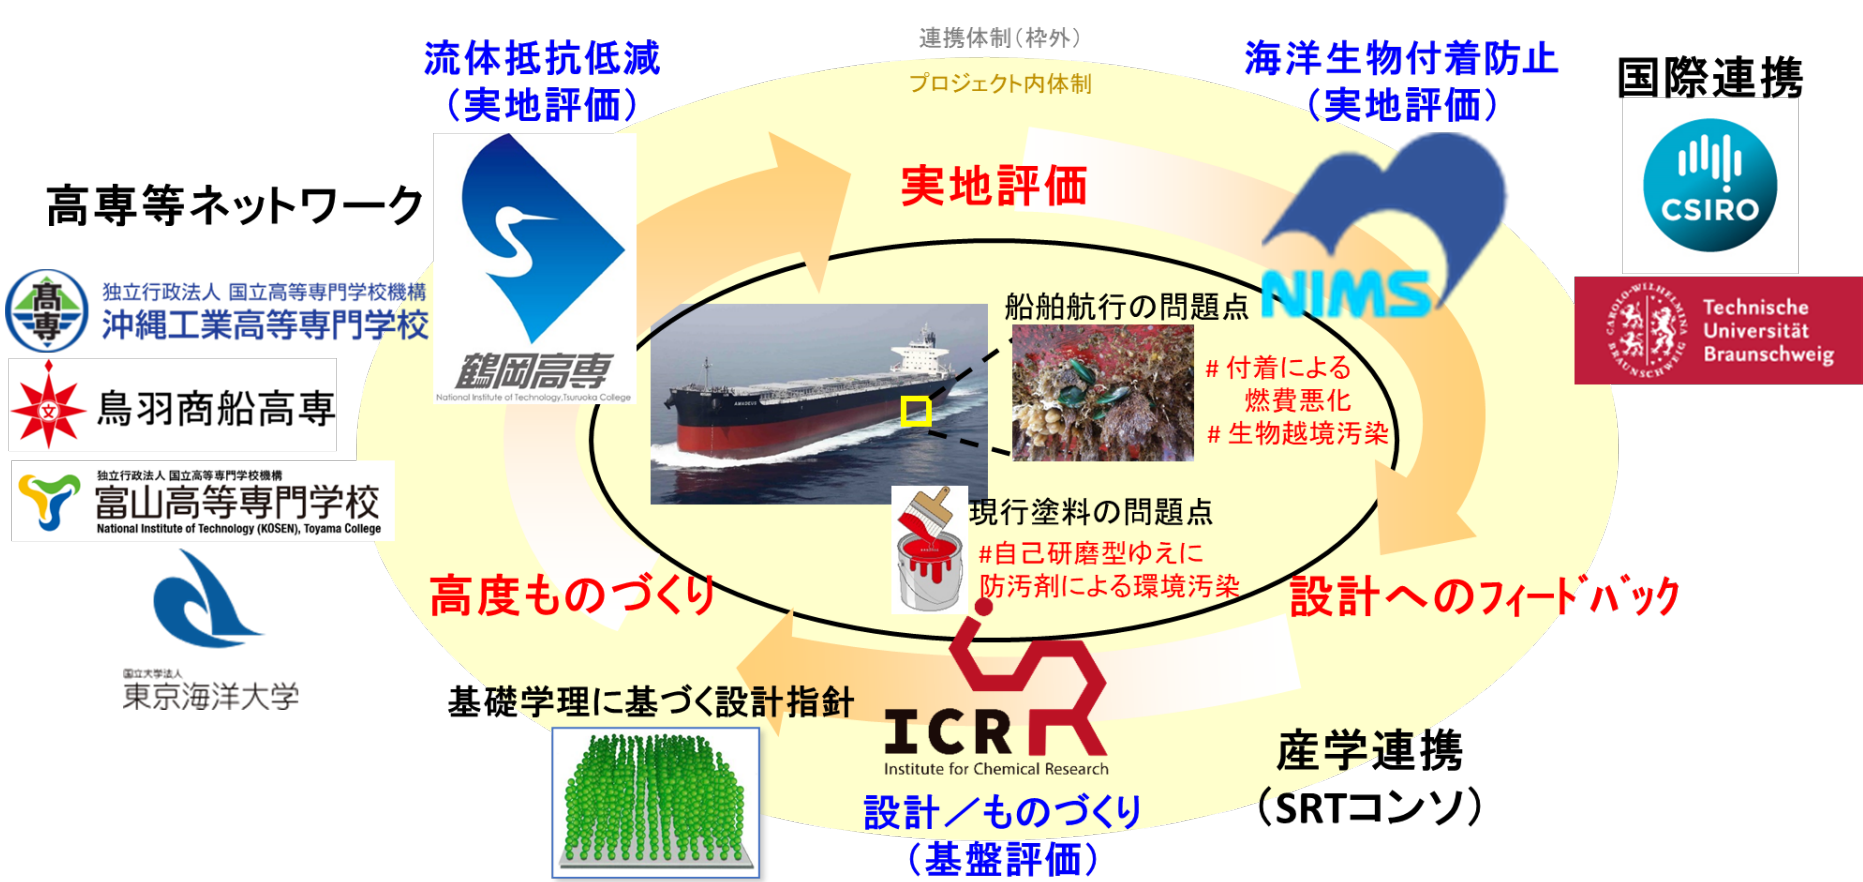 連携体制（枠外）
プロジェクト内体制
流体抵抗低減
（実地評価）
海洋生物付着防止
（実地評価）
国際連携
CSIRO
CAROLO-WILHELMINA
BRAUNSCHWEIG
Technische
Universität
Braunschweig
高専等ネットワーク
高専
独立行政法人 国立高等専門学校機構
沖縄工業高等専門学校
文
鳥羽商船高専
独立行政法人 国立高等専門学校機構
富山高等専門学校
National Institute of Technology (KOSEN), Toyama College
国立大学法人
東京海洋大学
鶴岡高専
National Institute of Technology,Tsuruoka College
実地評価
NIMS
船舶航行の問題点
# 付着による
燃費悪化
# 生物越境汚染
現行塗料の問題点
#自己研磨型ゆえに
防汚剤による環境汚染
高度ものづくり
設計へのフィードバック
基礎学理に基づく設計指針
ICR
Institute for Chemical Research
設計／ものづくり
（基盤評価）
産学連携
（SRTコンソ）